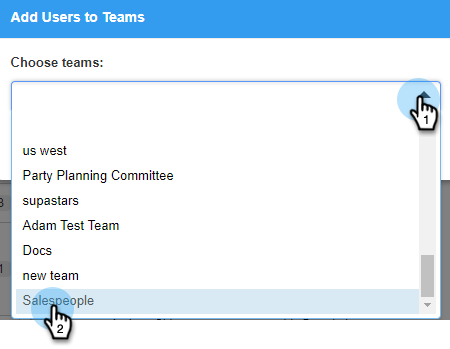 Add Users to Teams
Choose teams:
1
us west
Party Planning Committee
supastars
Adam Test Team
Docs
new team
Salespeople
2